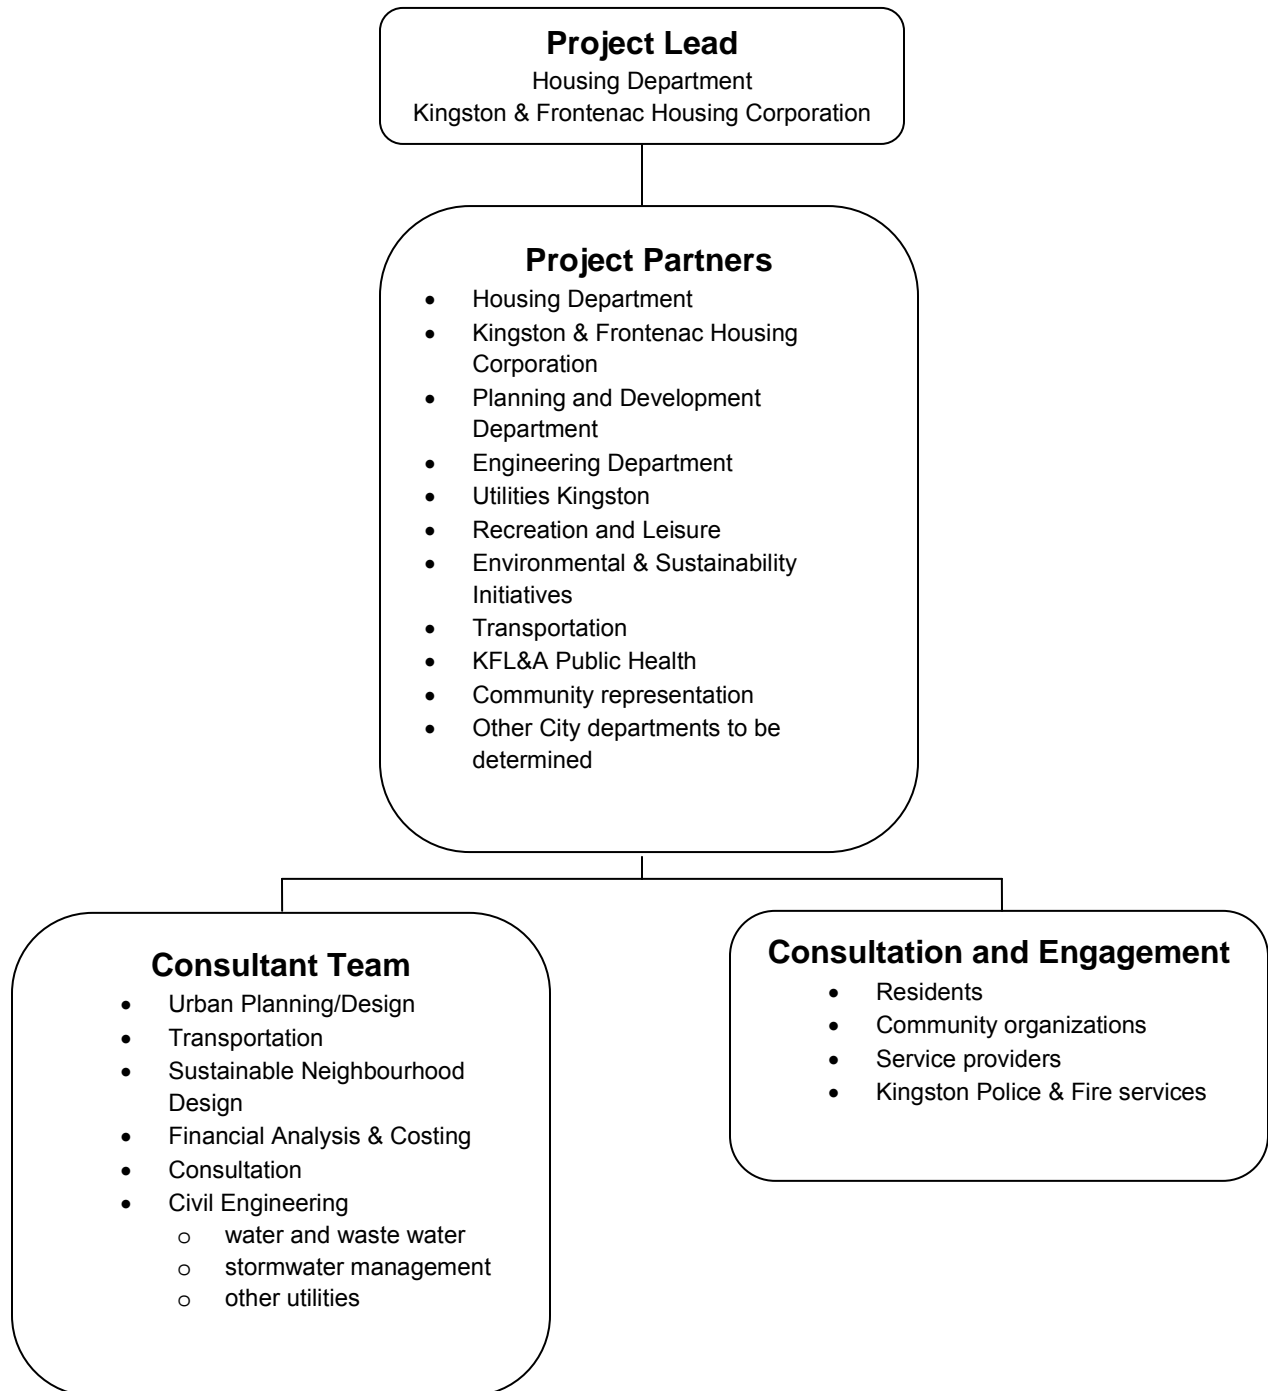 Project Lead
Housing Department
Kingston & Frontenac Housing Corporation
Project Partners
• Housing Department
• Kingston & Frontenac Housing
Corporation
• Planning and Development
Department
• Engineering Department
• Utilities Kingston
• Recreation and Leisure
• Environmental & Sustainability
Initiatives
• Transportation
• KFL&A Public Health
• Community representation
• Other City departments to be
determined
Consultant Team
• Urban Planning/Design
• Transportation
• Sustainable Neighbourhood
Design
• Financial Analysis & Costing
• Consultation
• Civil Engineering
o water and waste water
o stormwater management
o other utilities
Consultation and Engagement
• Residents
• Community organizations
• Service providers
• Kingston Police & Fire services